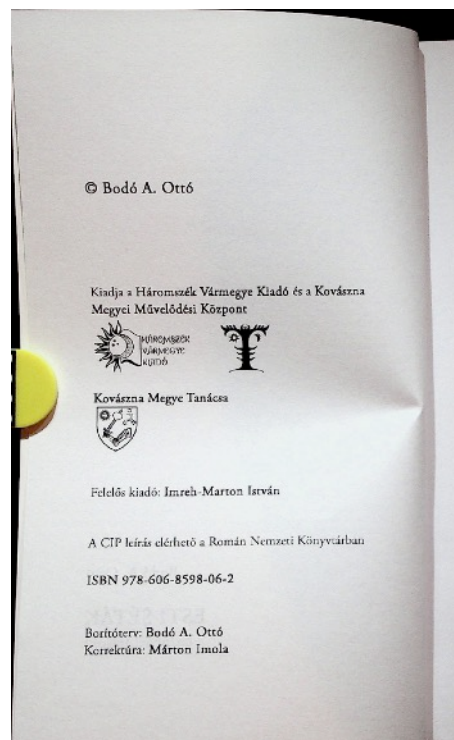 © Bodó A. Ottó
Kiadja a Háromszék Vármegye Kiadó és a Kovászna
Megyei Művelődési Központ
HÁROMSZÉK
VÁRMEGYE
KIADÓ
Kovászna Megye Tanácsa
Felelős kiadó: Imreh-Marton István
A CIP leírás elérhető a Román Nemzeti Könyvtárban
ISBN 978-606-8598-06-2
Borítóterv: Bodó A. Ottó
Korrektúra: Márton Imola